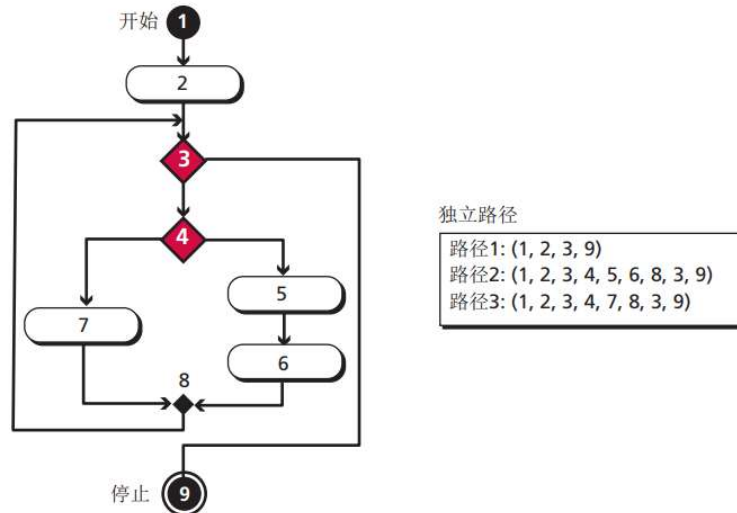 开始 1
2
3
4
5
7
6
8
停止 9
独立路径
路径1: (1, 2, 3, 9)
路径2: (1, 2, 3, 4, 5, 6, 8, 3, 9)
路径3: (1, 2, 3, 4, 7, 8, 3, 9)